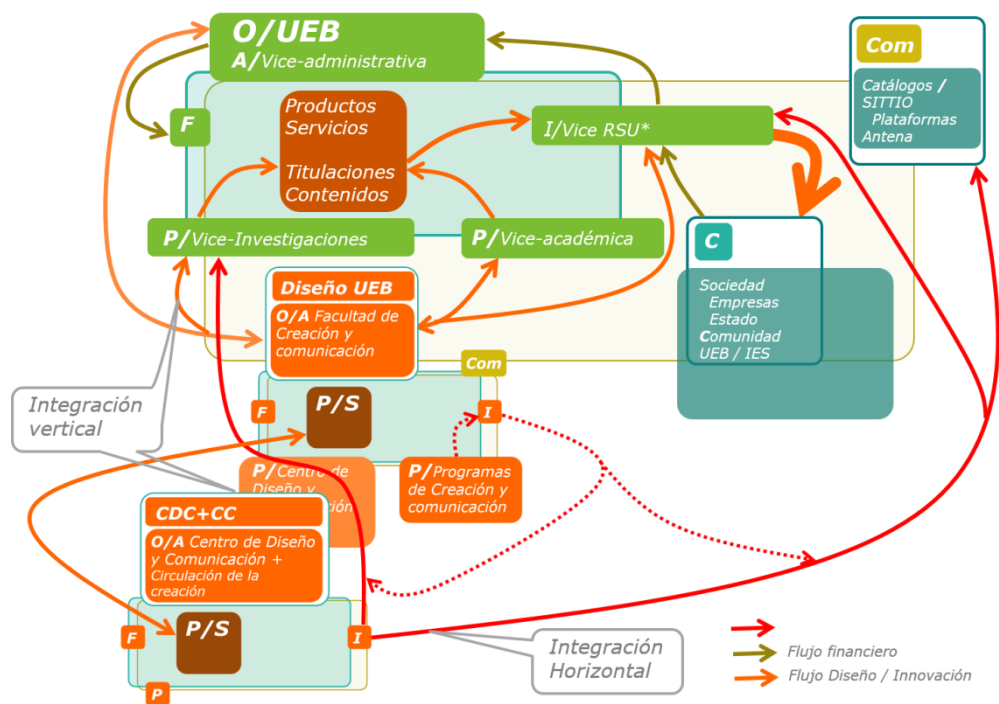 O/UEB
A/Vice-administrativa
F
Productos
Servicios
Titulaciones
Contenidos
I/Vice RSU*
Com
Catálogos /
SITTIO
Plataformas
Antena
P/Vice-Investigaciones
P/Vice-académica
C
Sociedad
Empresas
Estado
Comunidad
UEB / IES
Diseño UEB
O/A Facultad de
Creación y
comunicación
Com
F
P/S
I
Integración
vertical
P/Centro de
Diseño y
P/Programas
de Creación y
comunicación
CDC+CC
O/A Centro de Diseño
y Comunicación +
Circulación de la
creación
F
P/S
I
P
Integración
Horizontal
Flujo financiero
Flujo Diseño / Innovación